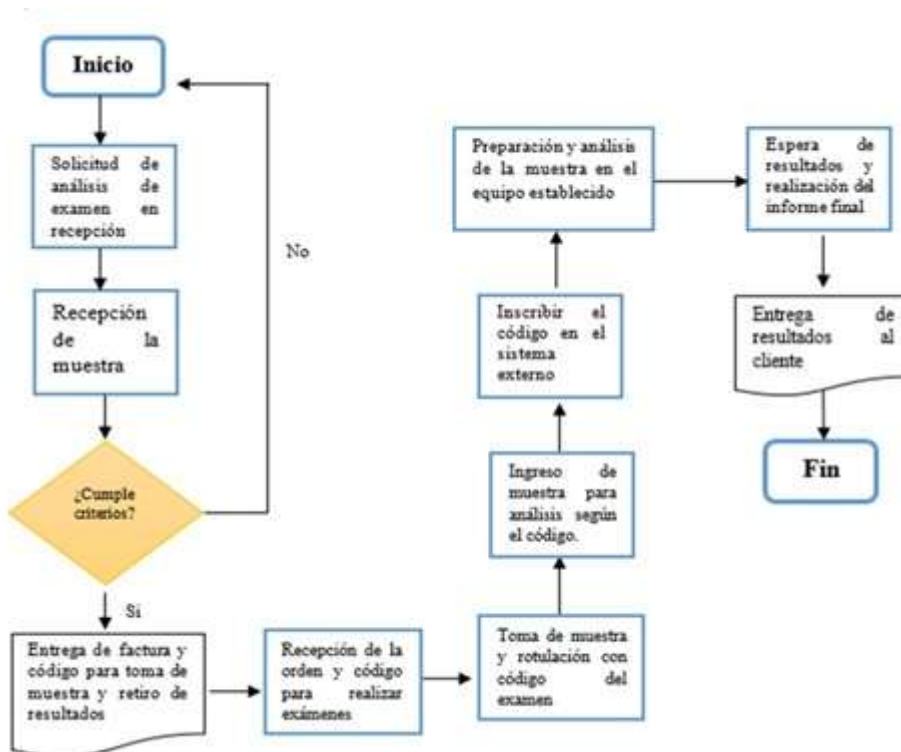 Inicio
Solicitud de
análisis de
examen en
recepción
No
Recepción
de la
muestra
¿Cumple
criterios?
Si
Entrega de factura y
código para toma de
muestra y retiro de
resultados
Recepción de la
orden y código
para realizar
exámenes
Toma de muestra
y rotulación con
código del
examen
Ingreso de
muestra para
análisis según
el código.
Inscribir el
código en el
sistema
externo
Preparación y análisis
de la muestra en el
equipo establecido
Espera de
resultados y
realización del
informe final
Entrega de
resultados al
cliente
Fin